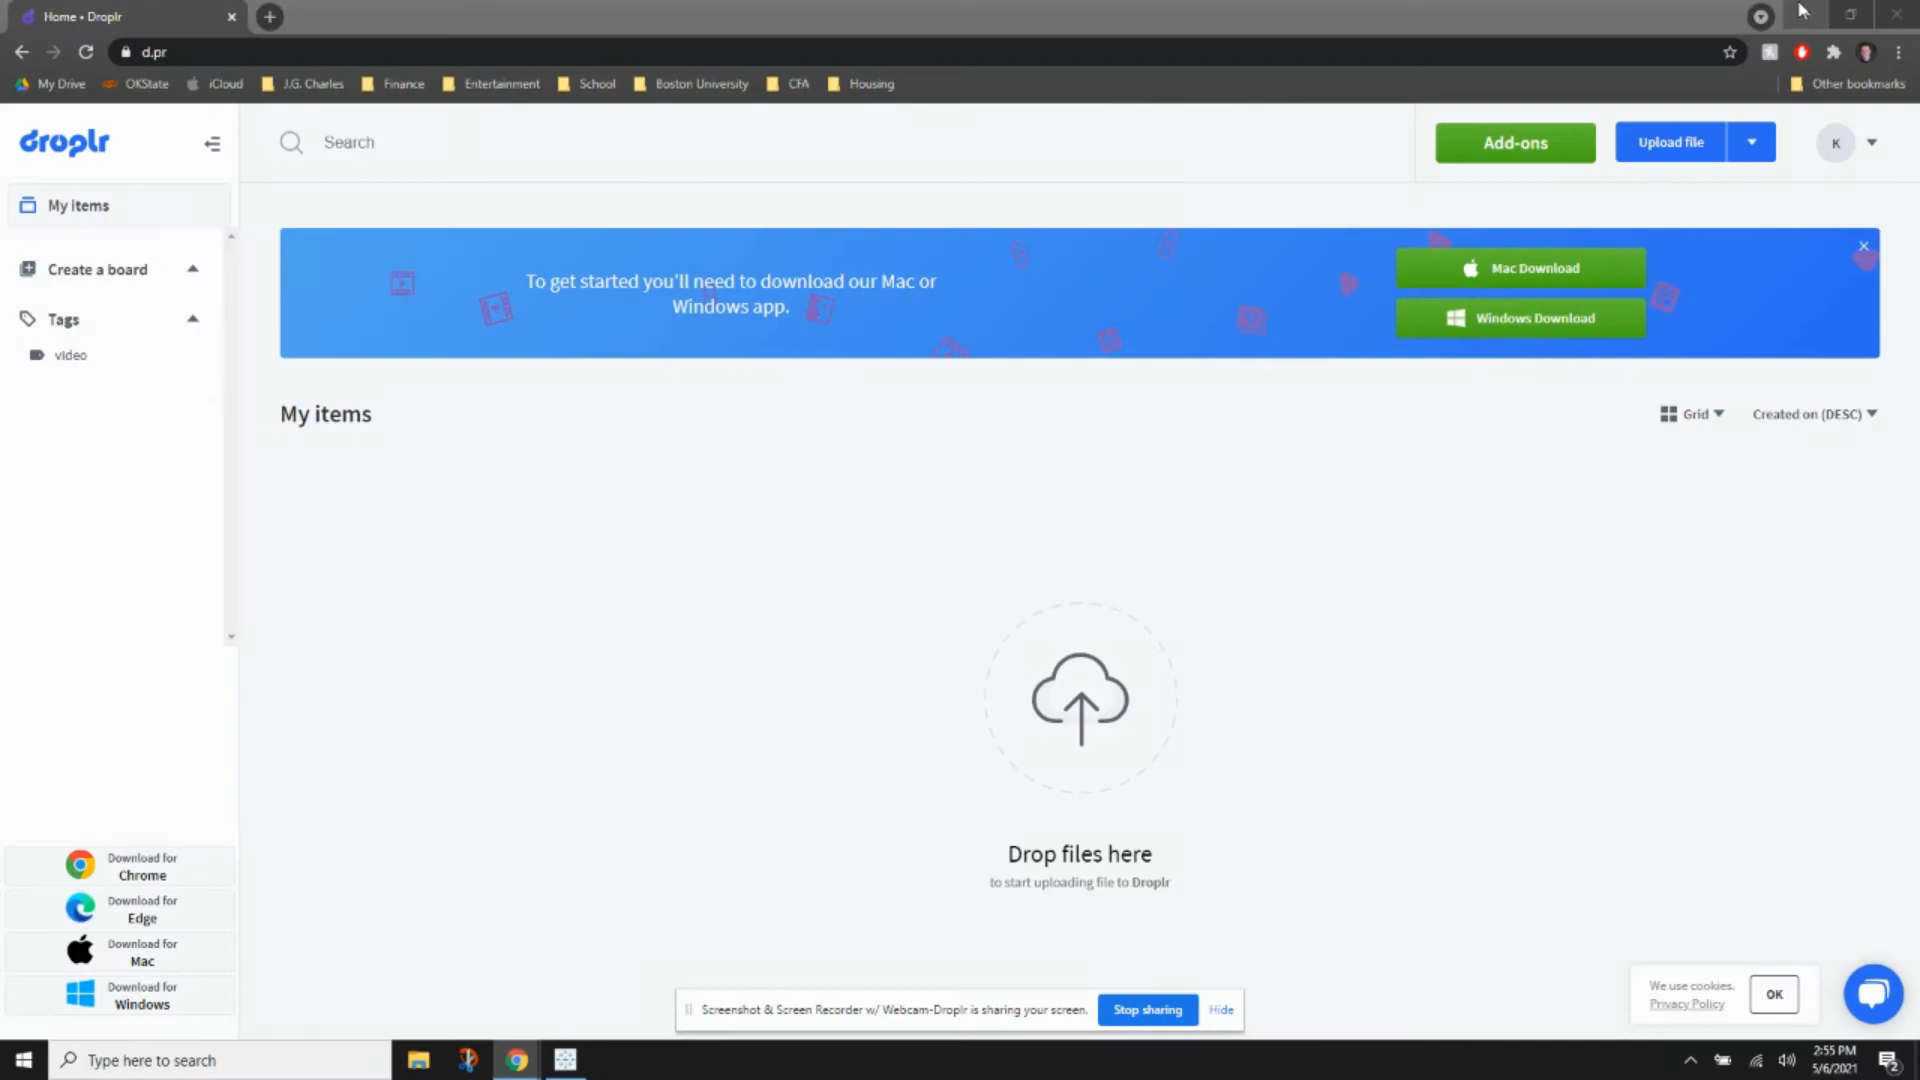 Home • Droplr
d.pr
My Drive
OKState
iCloud
J.G. Charles
Finance
Entertainment
School
Boston University
CFA
Housing
Other bookmarks
droplr
Search
Add-ons
Upload file
K
My items
Create a board
Tags
video
To get started you'll need to download our Mac or
Windows app.
Mac Download
Windows Download
My items
Grid
Created on (DESC)
Drop files here
to start uploading file to Droplr
Download for
Chrome
Download for
Edge
Download for
Mac
Download for
Windows
Screenshot & Screen Recorder w/ Webcam-Droplr is sharing your screen.
Stop sharing
Hide
We use cookies.
Privacy Policy
OK
Type here to search
2:55 PM
5/6/2021
2